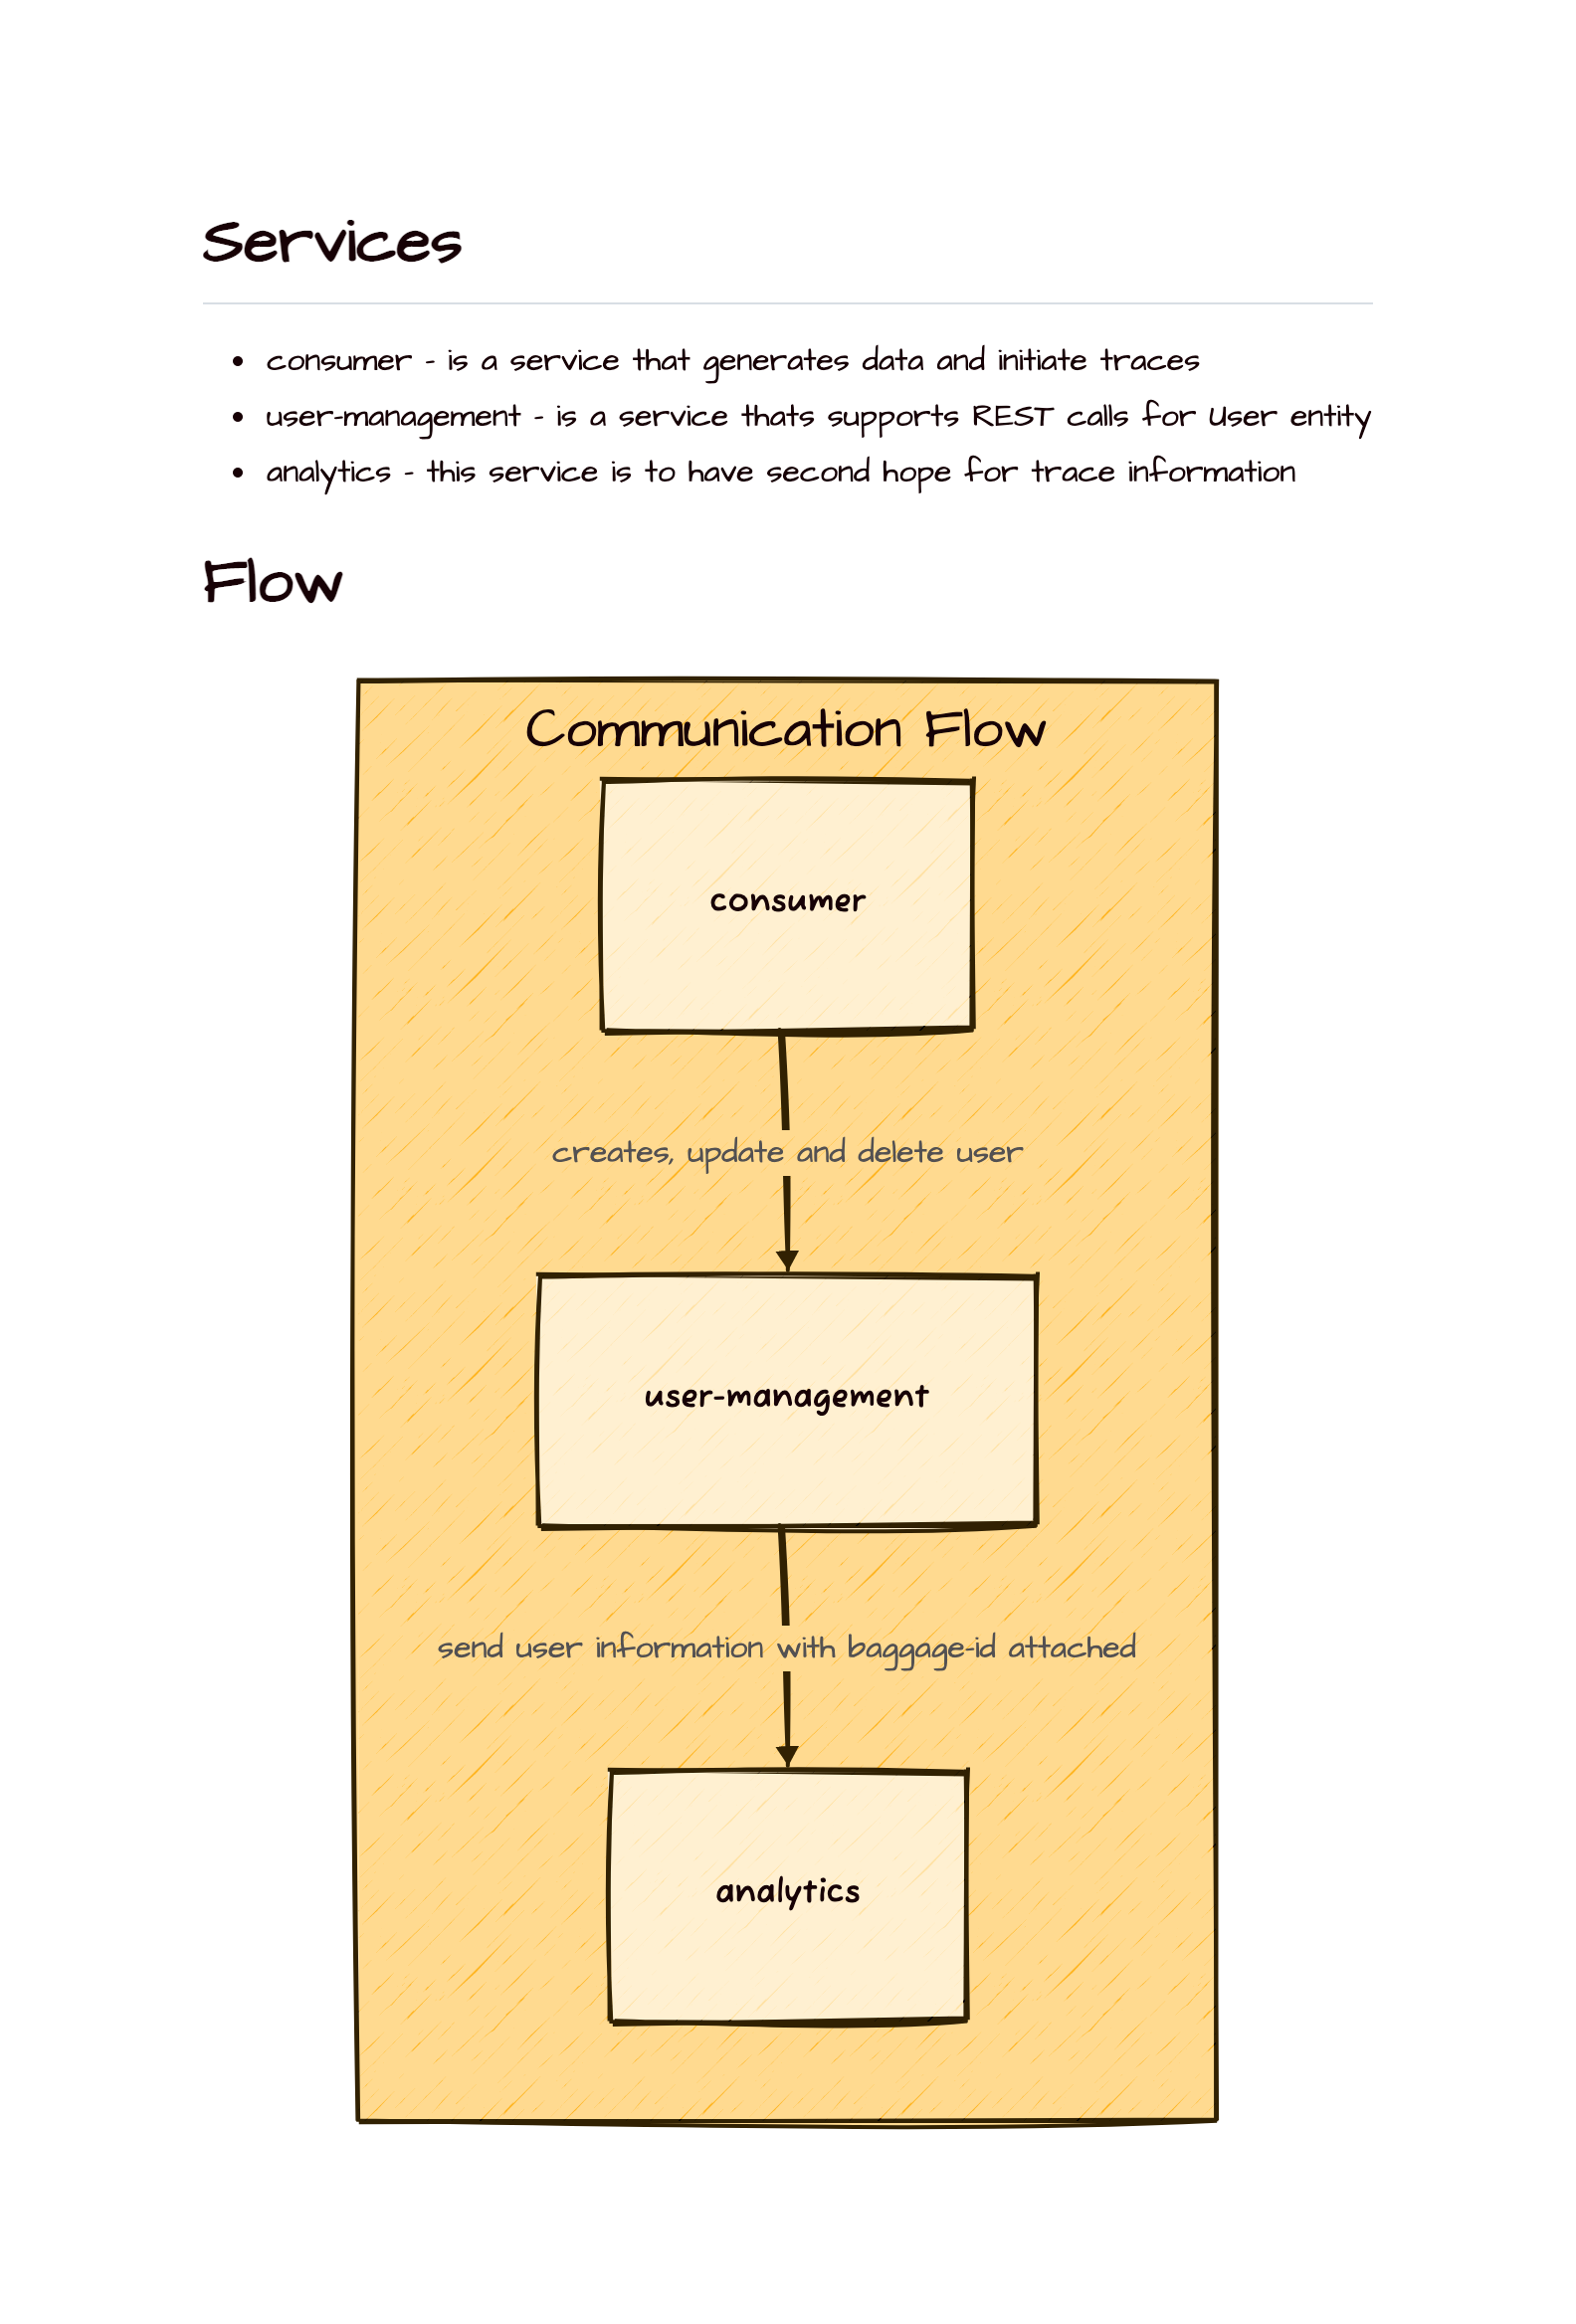 Services
consumer - is a service that generates data and initiate traces
user-management - is a service thats supports REST calls for User entity
analytics - this service is to have second hope for trace information
Flow
Communication Flow
consumer
creates, update and delete user
user-management
send user information with baggage-id attached
analytics